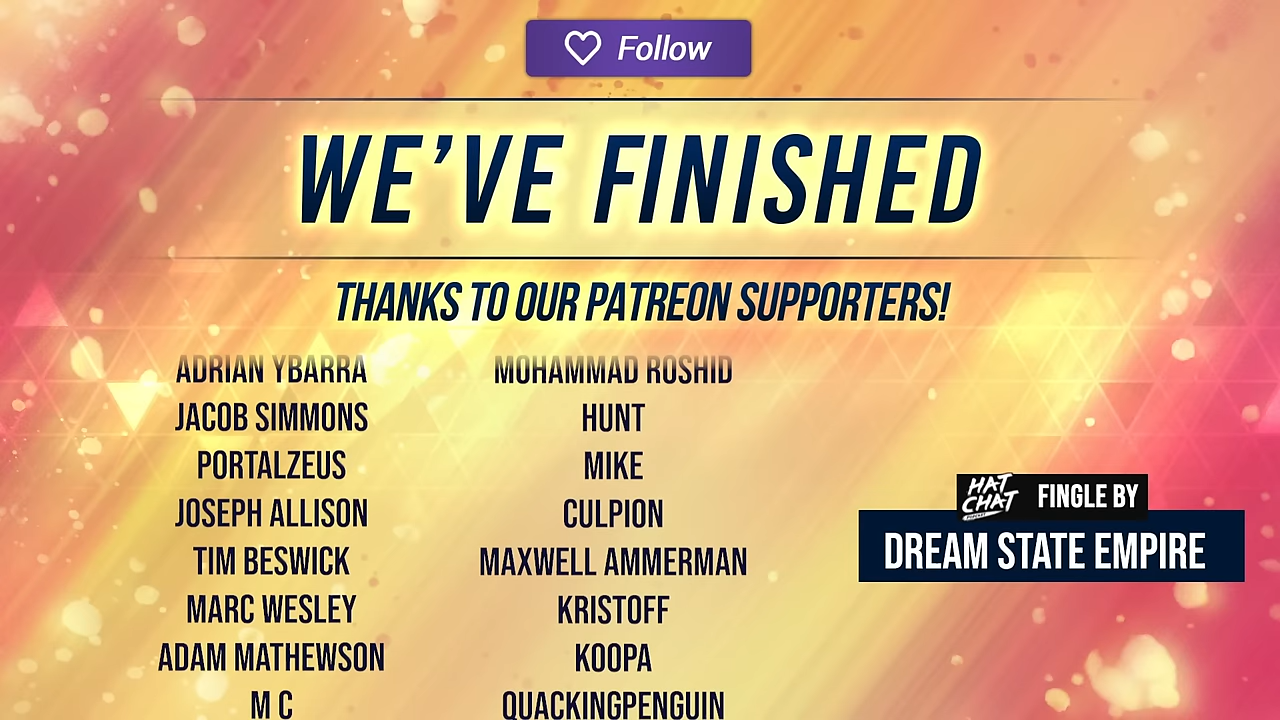 Follow
WE'VE FINISHED
THANKS TO OUR PATREON SUPPORTERS!
ADRIAN YBARRA
JACOB SIMMONS
PORTALZEUS
JOSEPH ALLISON
TIM BESWICK
MARC WESLEY
ADAM MATHEWSON
M C
MOHAMMAD ROSHID
HUNT
MIKE
CULPION
MAXWELL AMMERMAN
KRISTOFF
KOOPA
QUACKINGPENGUIN
HAT
CHAT
FINGLE BY
DREAM STATE EMPIRE